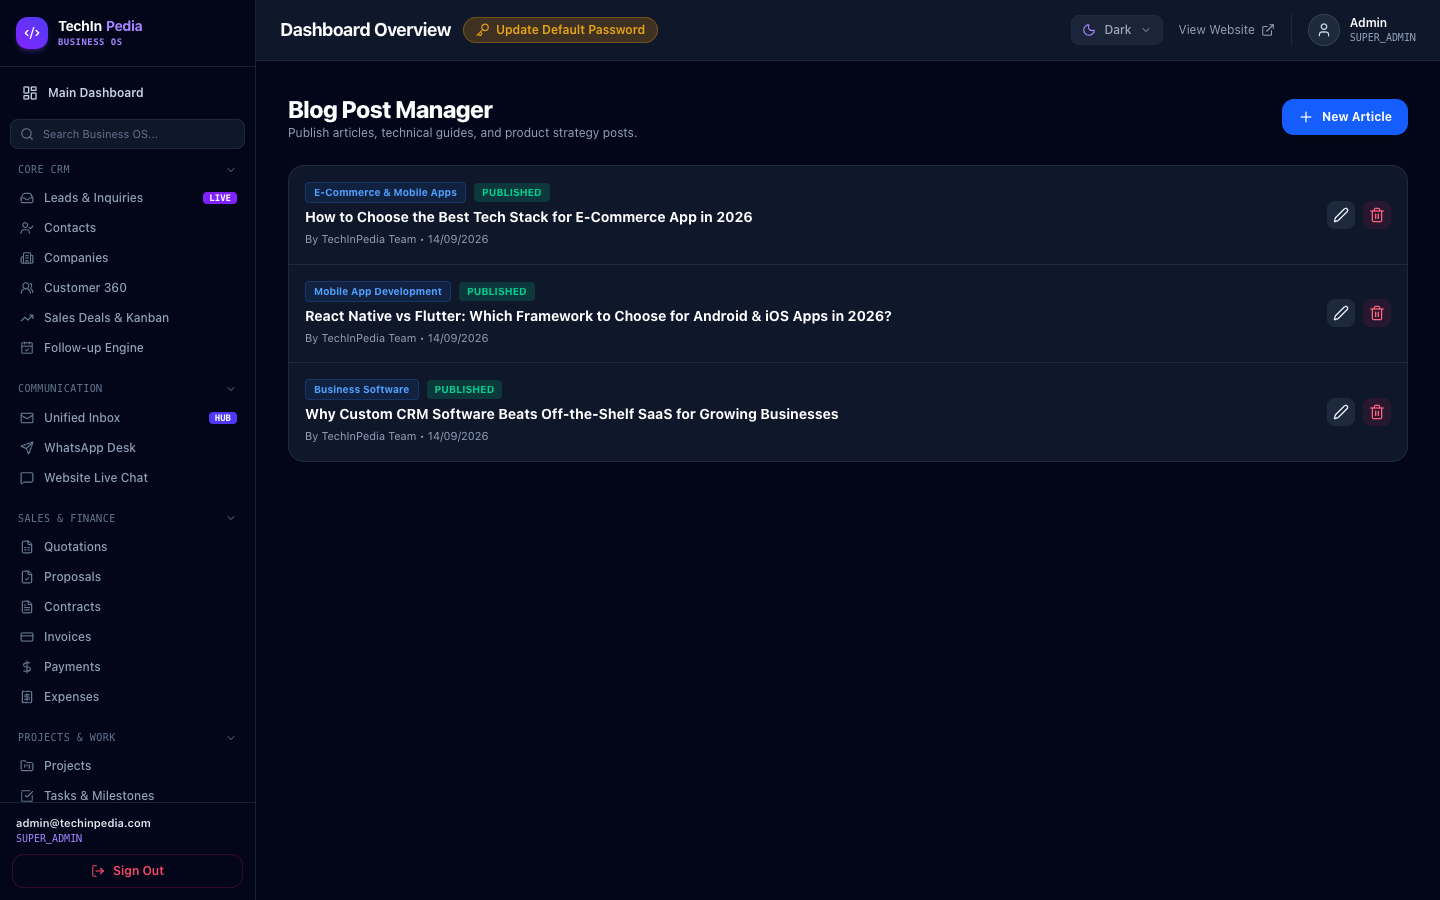 TechIn Pedia
BUSINESS OS
Main Dashboard
Search Business OS...
CORE CRM
Leads & Inquiries LIVE
Contacts
Companies
Customer 360
Sales Deals & Kanban
Follow-up Engine
COMMUNICATION
Unified Inbox HUB
WhatsApp Desk
Website Live Chat
SALES & FINANCE
Quotations
Proposals
Contracts
Invoices
Payments
Expenses
PROJECTS & WORK
Projects
Tasks & Milestones
admin@techinpedia.com
SUPER_ADMIN
Sign Out
Dashboard Overview Update Default Password Dark View Website Admin
SUPER_ADMIN
Blog Post Manager
Publish articles, technical guides, and product strategy posts.
New Article
E-Commerce & Mobile Apps PUBLISHED
How to Choose the Best Tech Stack for E-Commerce App in 2026
By TechInPedia Team • 14/09/2026
Mobile App Development PUBLISHED
React Native vs Flutter: Which Framework to Choose for Android & iOS Apps in 2026?
By TechInPedia Team • 14/09/2026
Business Software PUBLISHED
Why Custom CRM Software Beats Off-the-Shelf SaaS for Growing Businesses
By TechInPedia Team • 14/09/2026